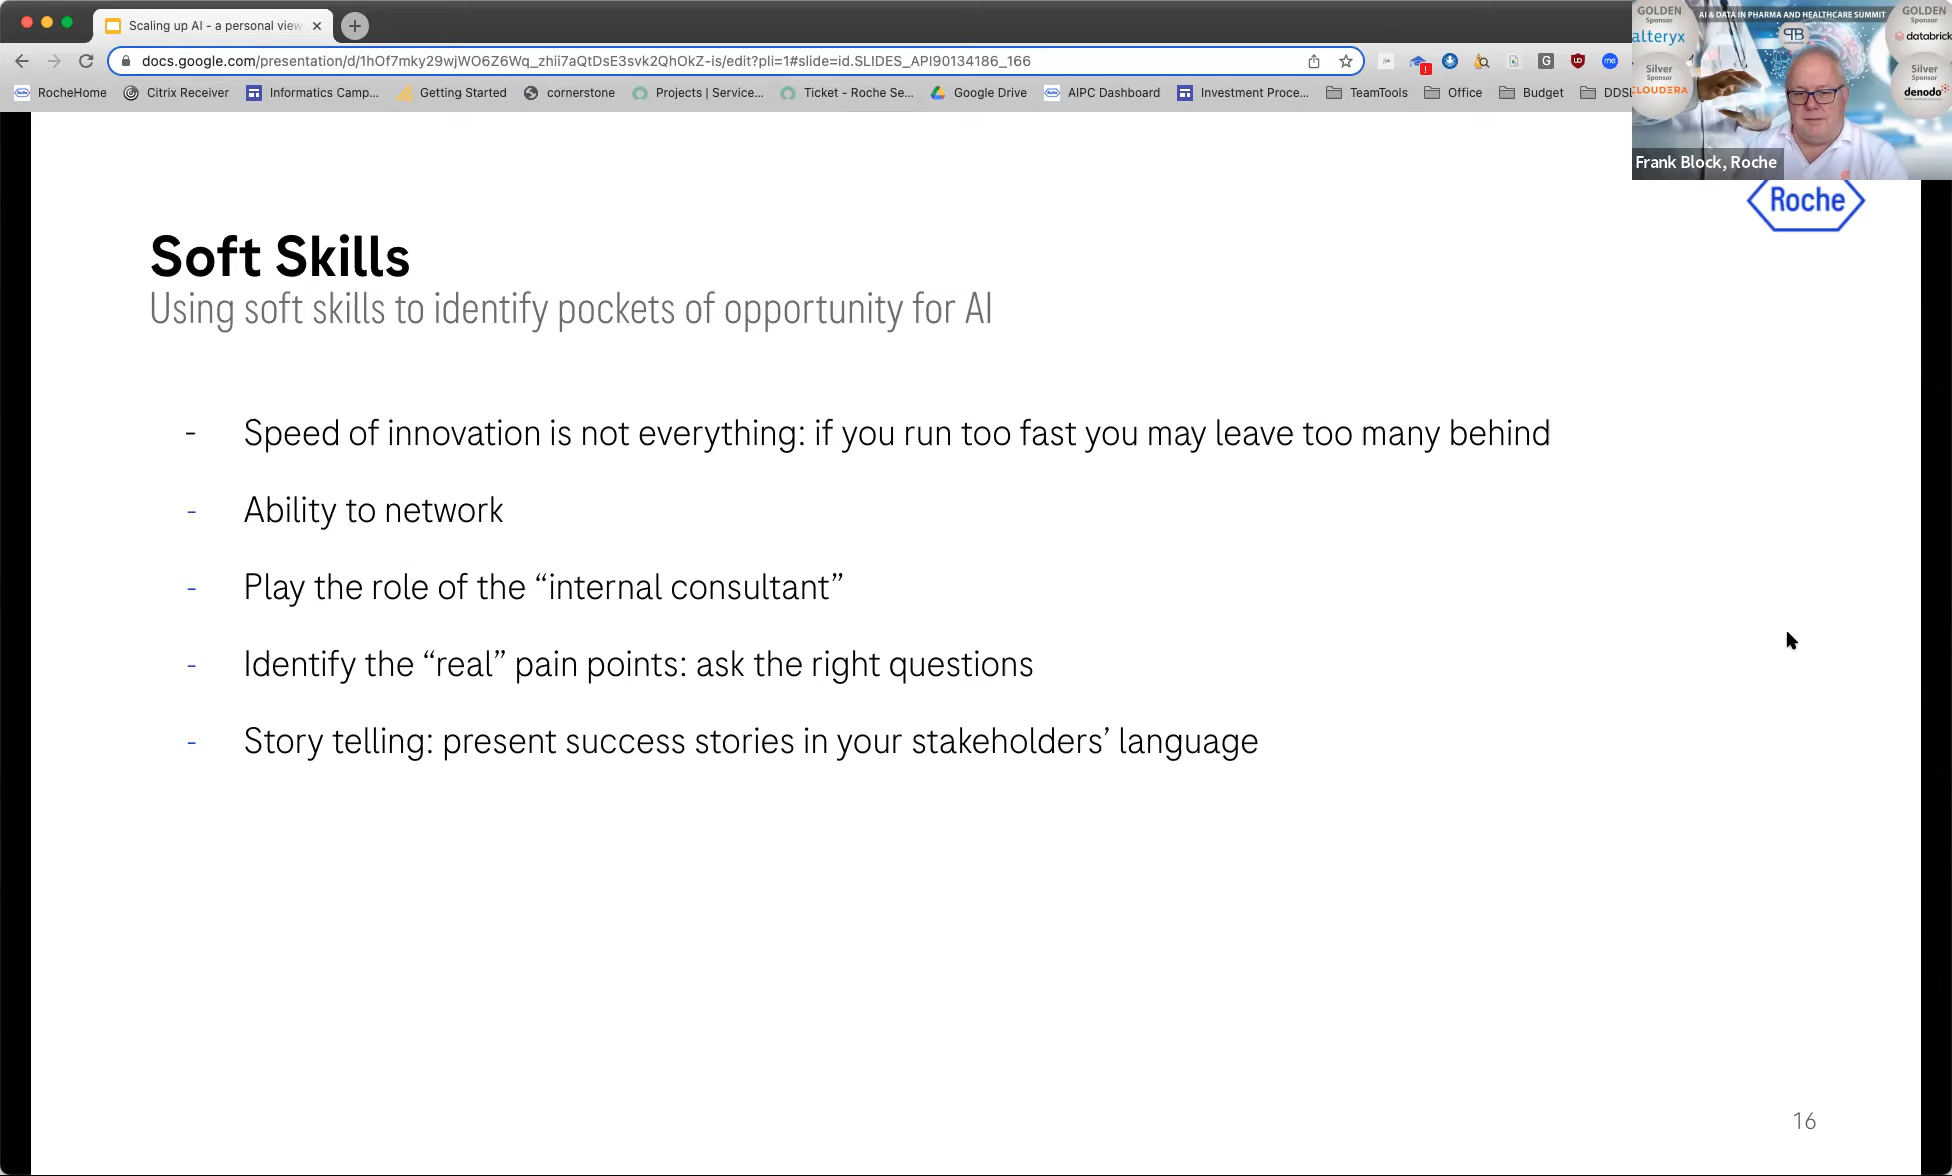 Scaling up AI - a personal view
docs.google.com/presentation/d/1hOf7mky29wjWO6Z6Wq_zhii7aQtDsE3svk2QhOkZ-is/edit?pli=1#slide=id.SLIDES_API90134186_166
RocheHome Citrix Receiver Informatics Camp... Getting Started cornerstone Projects | Service... Ticket - Roche Se... Google Drive AIPC Dashboard Investment Proce... TeamTools Office Budget
GOLDEN Sponsor alteryx
AI & DATA IN PHARMA AND HEALTHCARE SUMMIT
GOLDEN Sponsor databrick
Silver Sponsor CLOUDERA
Silver Sponsor denodo
Frank Block, Roche
Roche
Soft Skills
Using soft skills to identify pockets of opportunity for AI
- Speed of innovation is not everything: if you run too fast you may leave too many behind
- Ability to network
- Play the role of the “internal consultant”
- Identify the “real” pain points: ask the right questions
- Story telling: present success stories in your stakeholders’ language
16